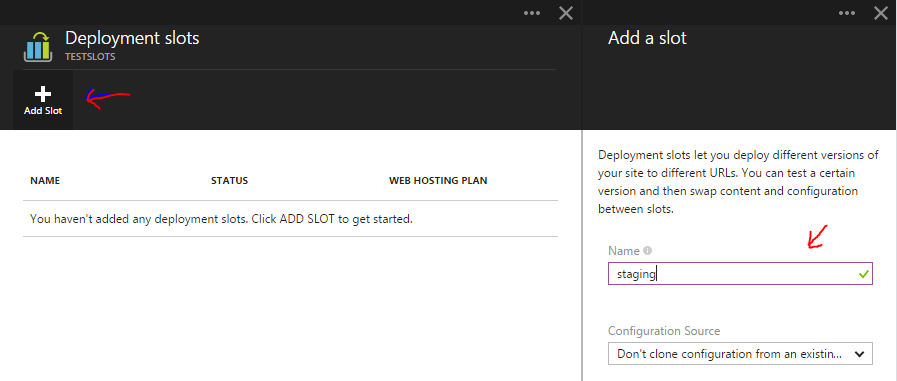 Deployment slots
TESTSLOTS
Add Slot
NAME STATUS WEB HOSTING PLAN
You haven't added any deployment slots. Click ADD SLOT to get started.
Add a slot
Deployment slots let you deploy different versions of
your site to different URLs. You can test a certain
version and then swap content and configuration
between slots.
Name
staging
Configuration Source
Don't clone configuration from an existin...